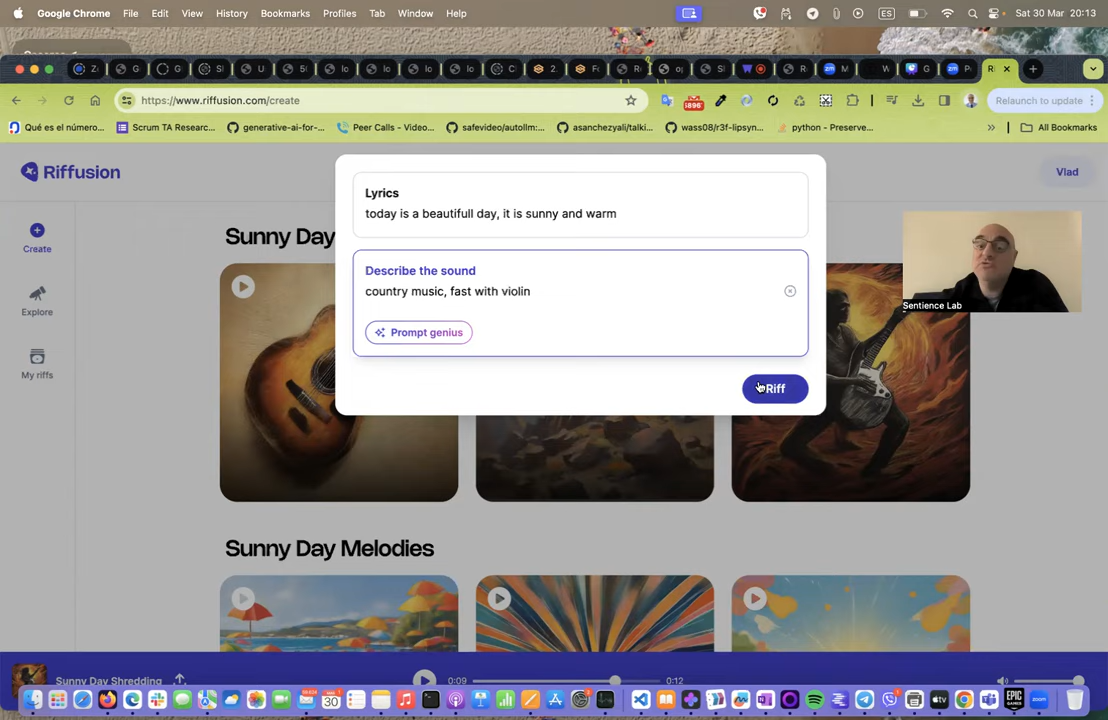 Google Chrome File Edit View History Bookmarks Profiles Tab Window Help ES Sat 30 Mar 20:13
https://www.riffusion.com/create Relaunch to update
Qué es el número... Scrum TA Researc... generative-ai-for-... Peer Calls - Video... safevideo/autollm:... asanchezyali/talki... wass08/r3f-lipsyn... python - Preserve... » All Bookmarks
Riffusion
Vlad
Lyrics
today is a beautifull day, it is sunny and warm
Create
Sunny Day
Describe the sound
country music, fast with violin
Sentience Lab
Explore
Prompt genius
My riffs
Riff
Sunny Day Melodies
Sunny Day Shredding 0:09 0:12